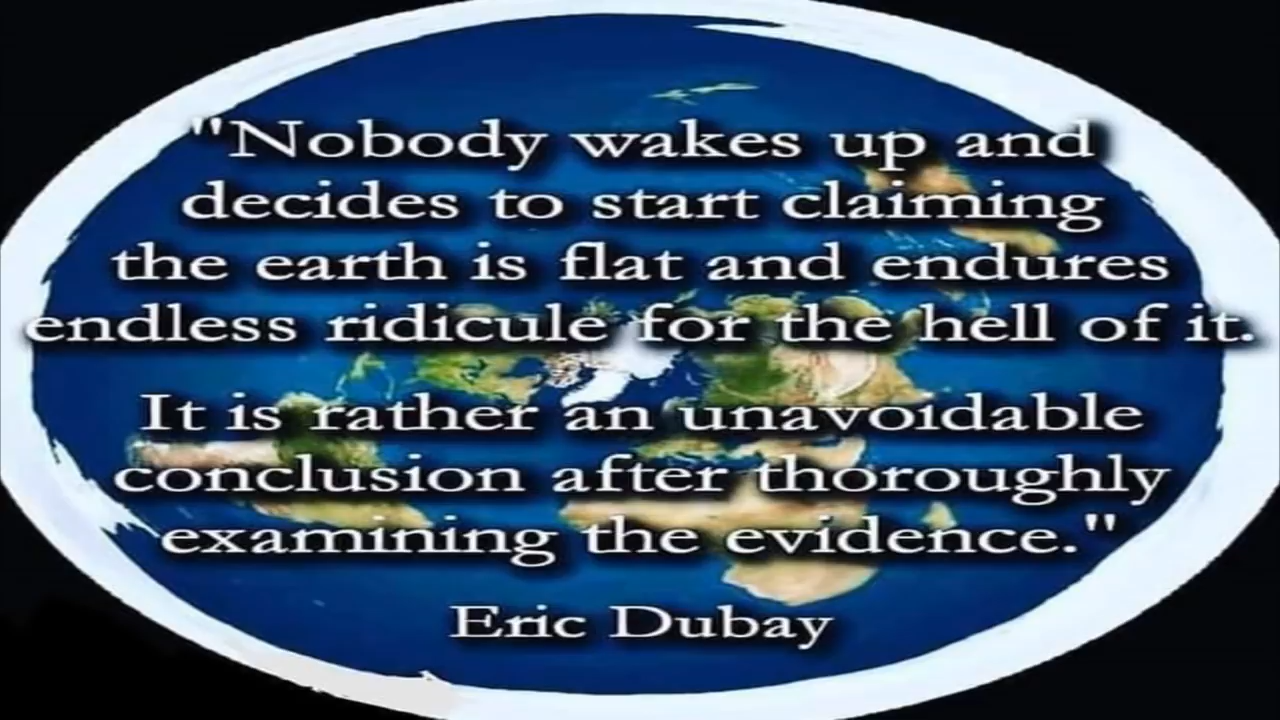 "Nobody wakes up and
decides to start claiming
the earth is flat and endures
endless ridicule for the hell of it.
It is rather an unavoidable
conclusion after thoroughly
examining the evidence."
Eric Dubay